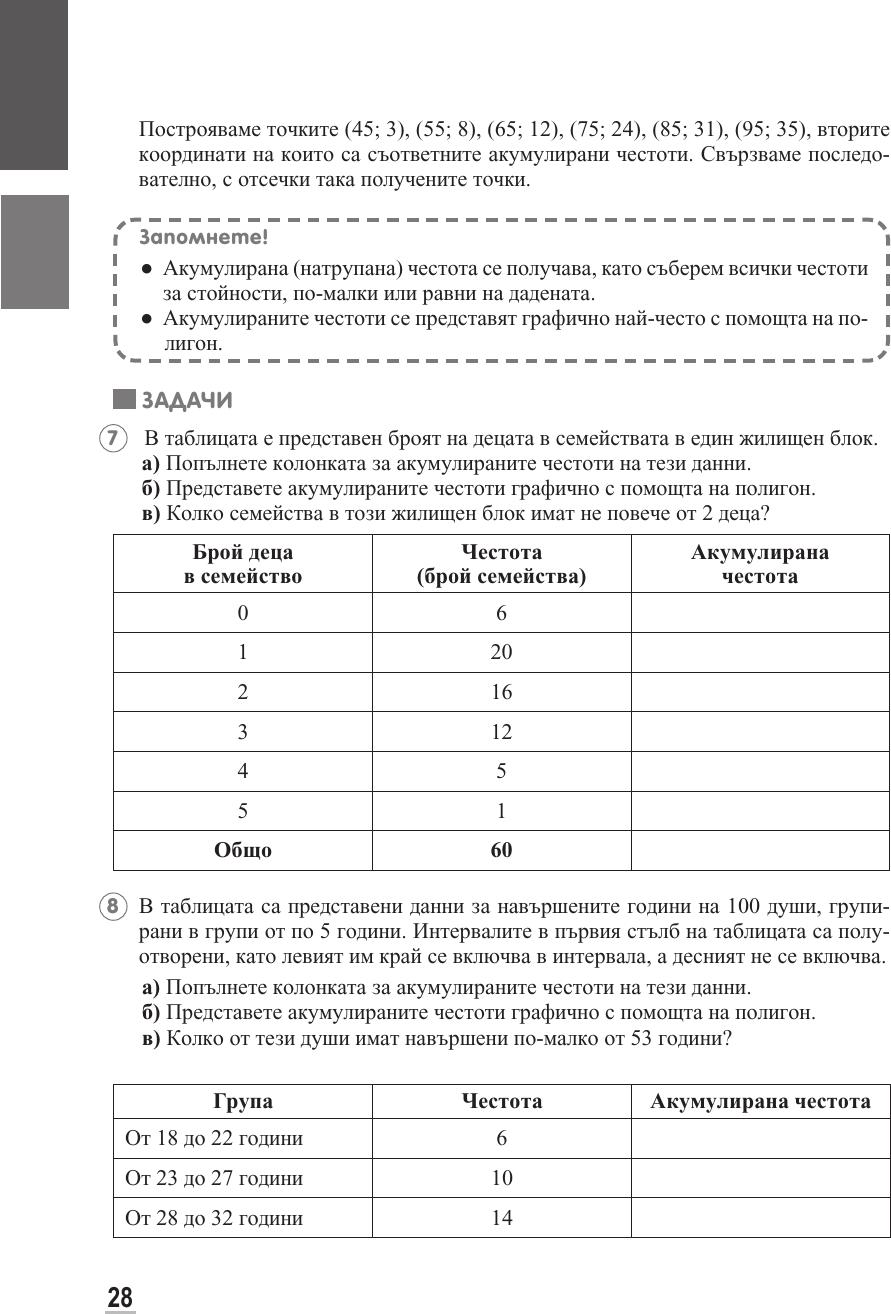 Построяваме точките (45; 3), (55; 8), (65; 12), (75; 24), (85; 31), (95; 35), вторите
координати на които са съответните акумулирани честоти. Свързваме последо-
вателно, с отсечки така получените точки.
Запомнете!
● Акумулирана (натрупана) честота се получава, като съберем всички честоти
за стойности, по-малки или равни на дадената.
● Акумулираните честоти се представят графично най-често с помощта на по-
лигон.
ЗАДАЧИ
7 В таблицата е представен броят на децата в семействата в един жилищен блок.
а) Попълнете колонката за акумулираните честоти на тези данни.
б) Представете акумулираните честоти графично с помощта на полигон.
в) Колко семейства в този жилищен блок имат не повече от 2 деца?
Брой деца в семейство Честота (брой семейства) Акумулирана честота
0 6
1 20
2 16
3 12
4 5
5 1
Общо 60
8 В таблицата са представени данни за навършените години на 100 души, групи-
рани в групи от по 5 години. Интервалите в първия стълб на таблицата са полу-
отворени, като левият им край се включва в интервала, а десният не се включва.
а) Попълнете колонката за акумулираните честоти на тези данни.
б) Представете акумулираните честоти графично с помощта на полигон.
в) Колко от тези души имат навършени по-малко от 53 години?
Група Честота Акумулирана честота
От 18 до 22 години 6
От 23 до 27 години 10
От 28 до 32 години 14
28